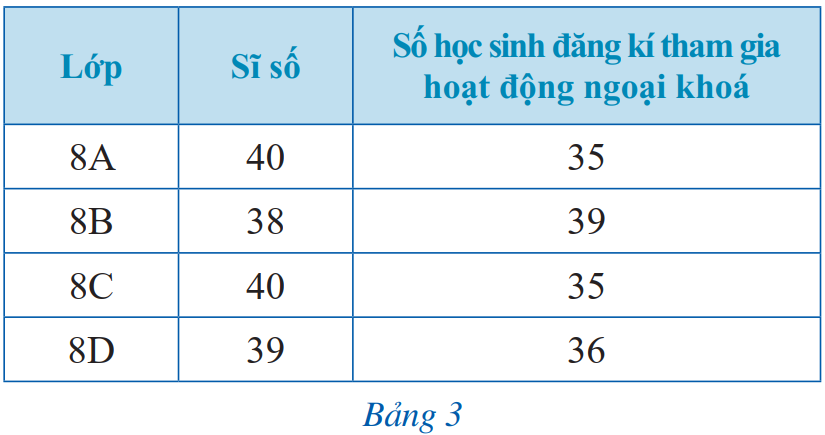 Lớp Sĩ số Số học sinh đăng kí tham gia
hoạt động ngoại khoá
8A 40 35
8B 38 39
8C 40 35
8D 39 36
Bảng 3